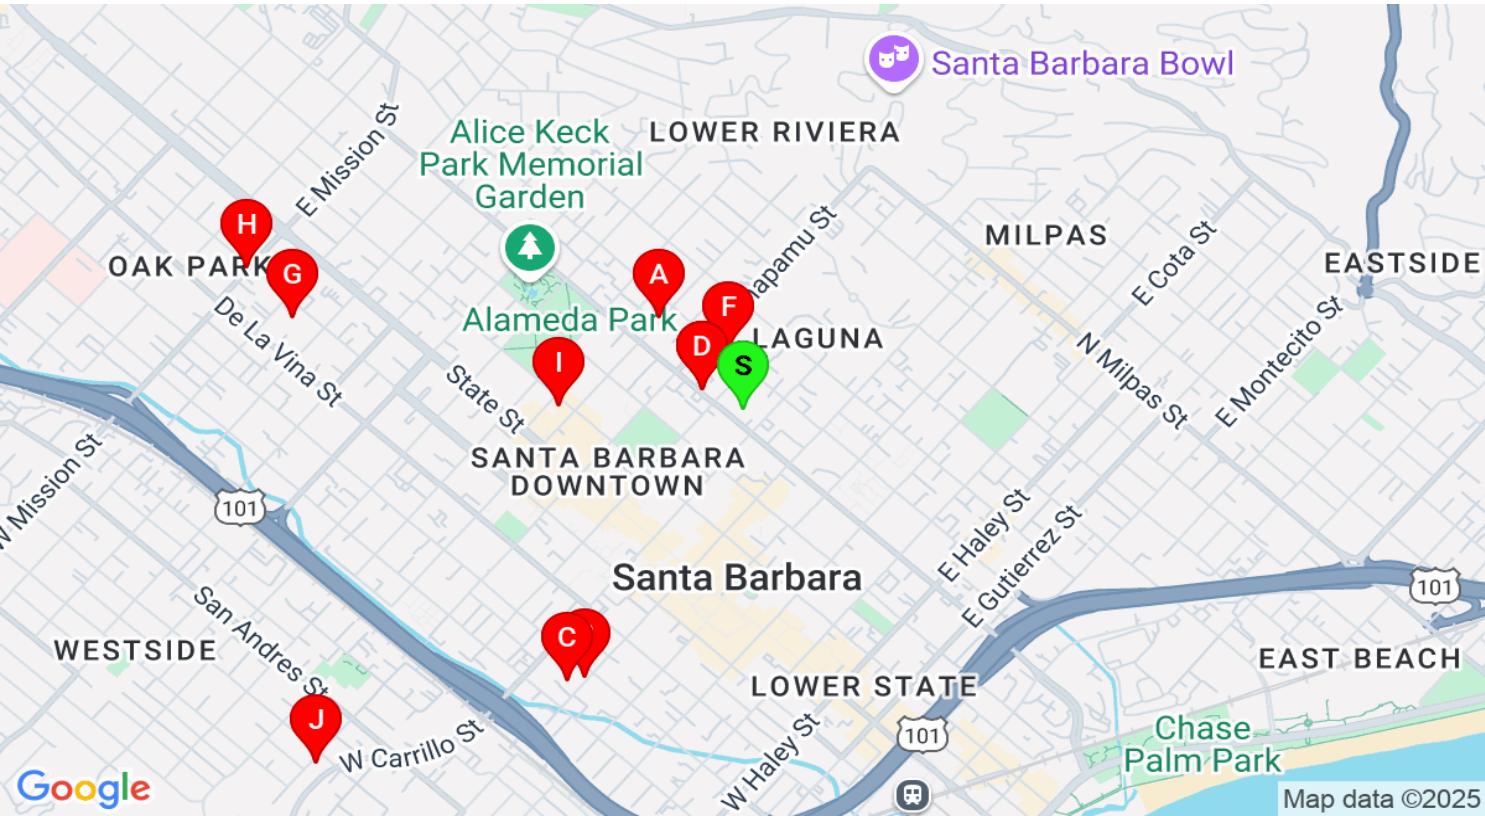 Santa Barbara Bowl
Alice Keck
Park Memorial
Garden
LOWER RIVIERA
E Mission St
MILPAS
E Cota St
EASTSIDE
H
OAK PARK
G
A
F
D
S
LAGUNA
Alameda Park
I
De La Vina St
State St
N Milpas St
E Montecito St
SANTA BARBARA
DOWNTOWN
W Mission St
101
E Haley St
E Gutierrez St
Santa Barbara
101
San Andres St
WESTSIDE
C
EAST BEACH
LOWER STATE
J
W Carrillo St
W Haley St
101
Chase
Palm Park
Google
Map data ©2025